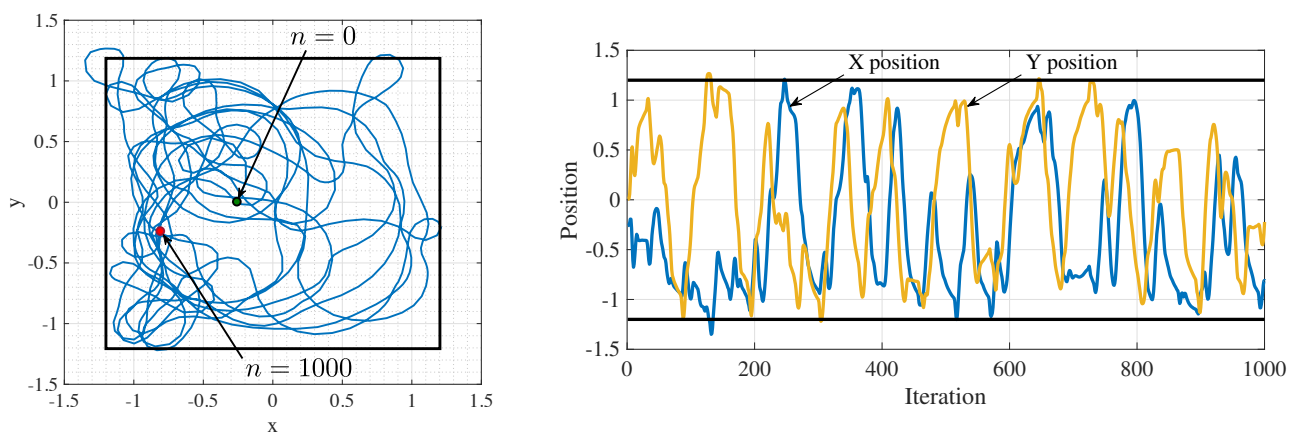 1.5
n = 0
1
0.5
y
0
-0.5
-1
n = 1000
-1.5
-1.5 -1 -0.5 0 0.5 1 1.5
x
1.5
X position Y position
1
0.5
Position
0
-0.5
-1
-1.5
0 200 400 600 800 1000
Iteration